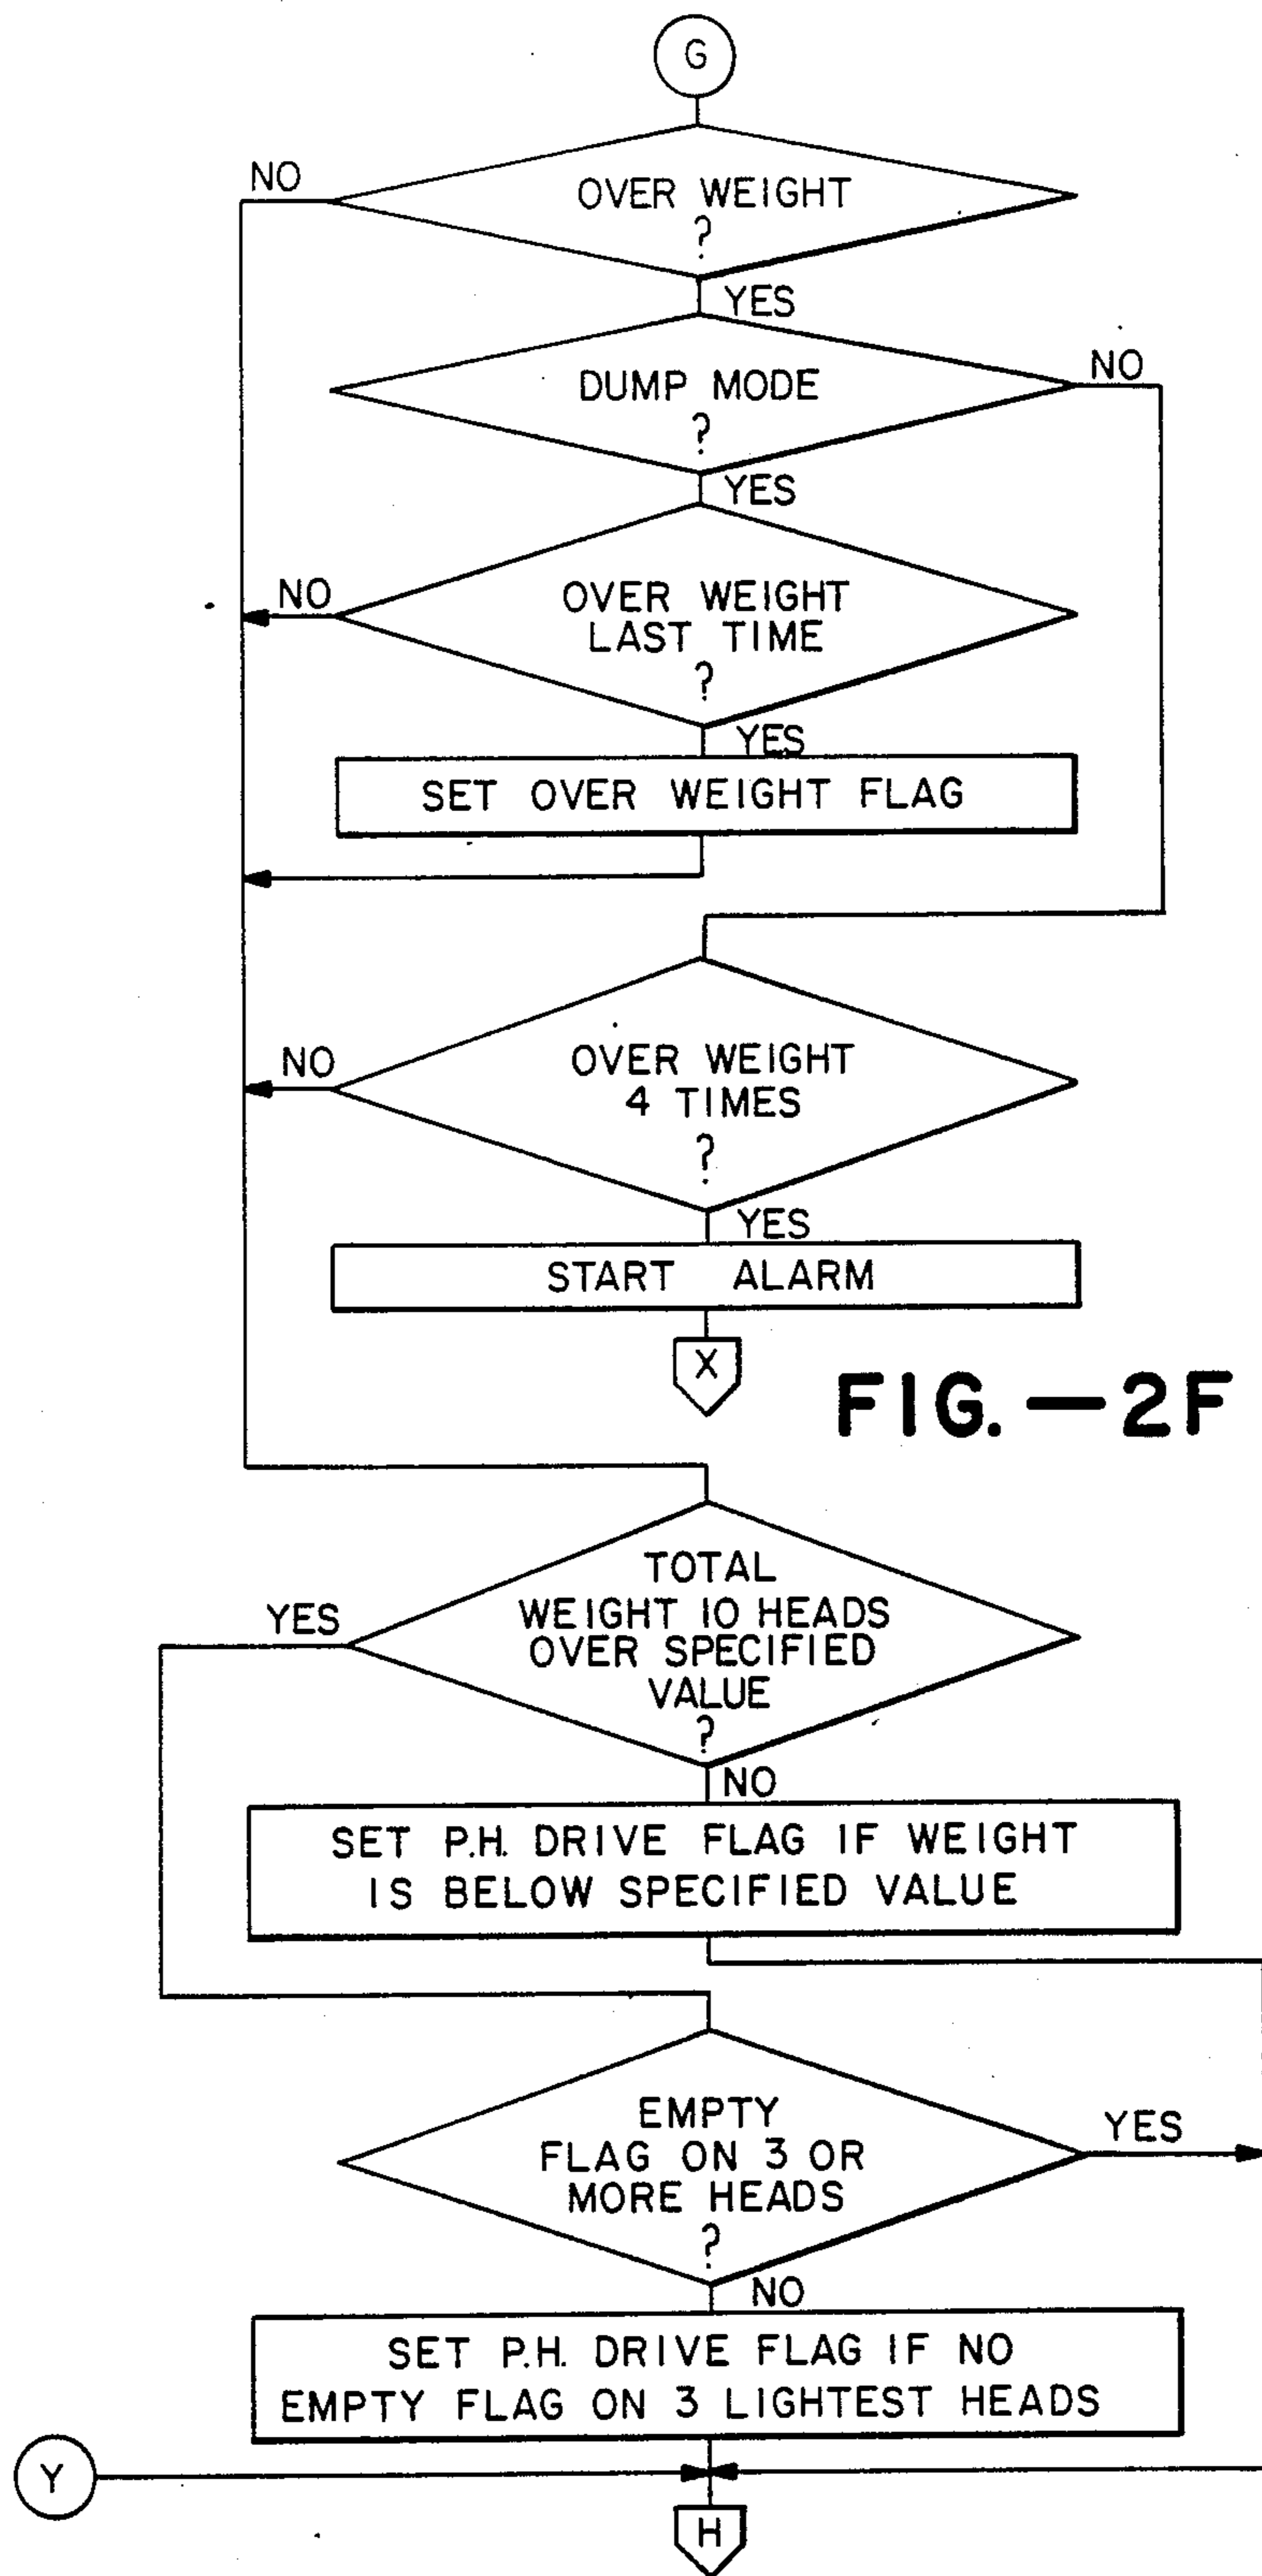 G
NO
OVER WEIGHT
?
YES
DUMP MODE
?
NO
YES
NO
OVER WEIGHT
LAST TIME
?
YES
SET OVER WEIGHT FLAG
NO
OVER WEIGHT
4 TIMES
?
YES
START ALARM
X
FIG.—2F
YES
TOTAL
WEIGHT 10 HEADS
OVER SPECIFIED
VALUE
?
NO
SET P.H. DRIVE FLAG IF WEIGHT
IS BELOW SPECIFIED VALUE
EMPTY
FLAG ON 3 OR
MORE HEADS
?
YES
NO
SET P.H. DRIVE FLAG IF NO
EMPTY FLAG ON 3 LIGHTEST HEADS
Y
H